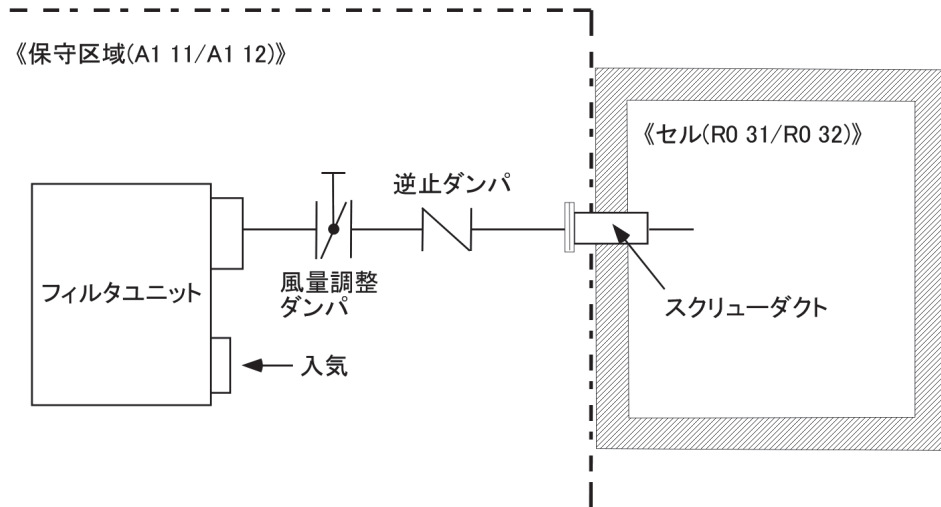 《保守区域(A1 11/A1 12)》
《セル(R0 31/R0 32)》
逆止ダンパ
風量調整
ダンパ
フィルタユニット
スクリューダクト
入気